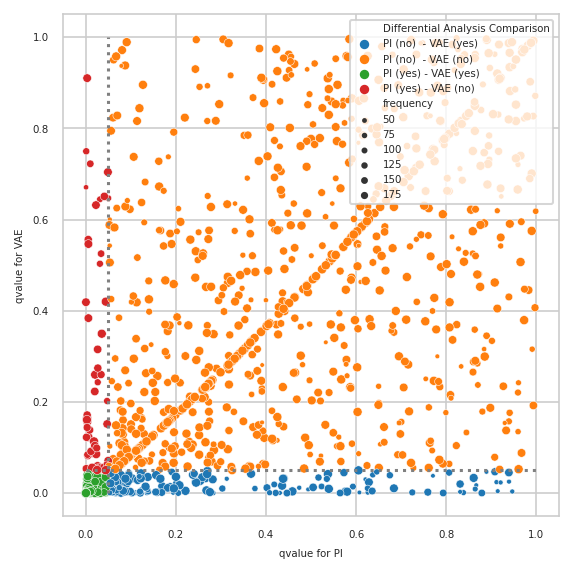 Differential Analysis Comparison
PI (no) - VAE (yes)
PI (no) - VAE (no)
PI (yes) - VAE (yes)
PI (yes) - VAE (no)
frequency
50
75
100
125
150
175
1.0
0.8
0.6
0.4
0.2
0.0
qvalue for VAE
0.0 0.2 0.4 0.6 0.8 1.0
qvalue for PI